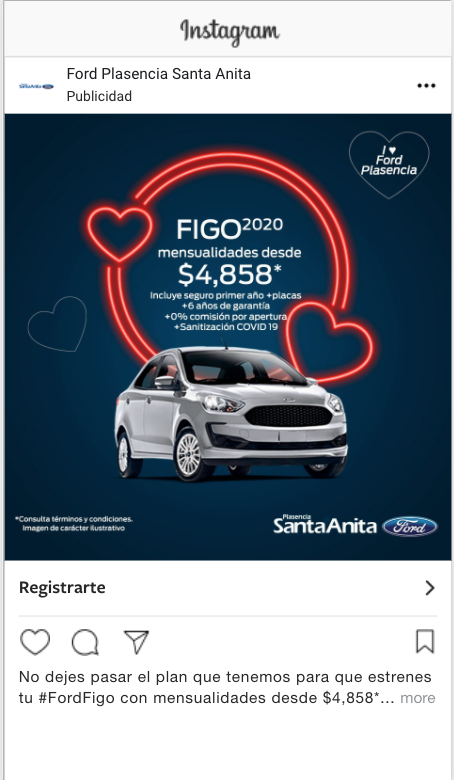 Instagram
Ford Plasencia Santa Anita
Publicidad
I ♥
Ford
Plasencia
FIGO 2020
mensualidades desde
$4,858*
Incluye seguro primer año +placas
+6 años de garantía
+0% comisión por apertura
+Sanitización COVID 19
*Consulta términos y condiciones.
Imagen de carácter ilustrativo
Plasencia
SantaAnita Ford
Registrarte
No dejes pasar el plan que tenemos para que estrenes
tu #FordFigo con mensualidades desde $4,858*... more